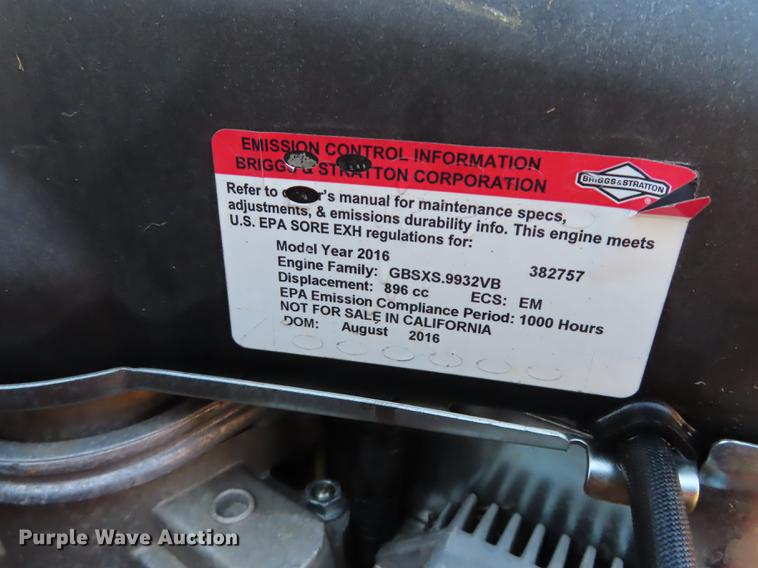 EMISSION CONTROL INFORMATION
BRIGGS & STRATTON CORPORATION
BRIGGS&STRATTON
Refer to 's manual for maintenance specs,
adjustments, & emissions durability info. This engine meets
U.S. EPA SORE EXH regulations for:
Model Year 2016
Engine Family: GBSXS.9932VB 382757
Displacement: 896 cc ECS: EM
EPA Emission Compliance Period: 1000 Hours
NOT FOR SALE IN CALIFORNIA
DOM: August 2016
Purple Wave Auction